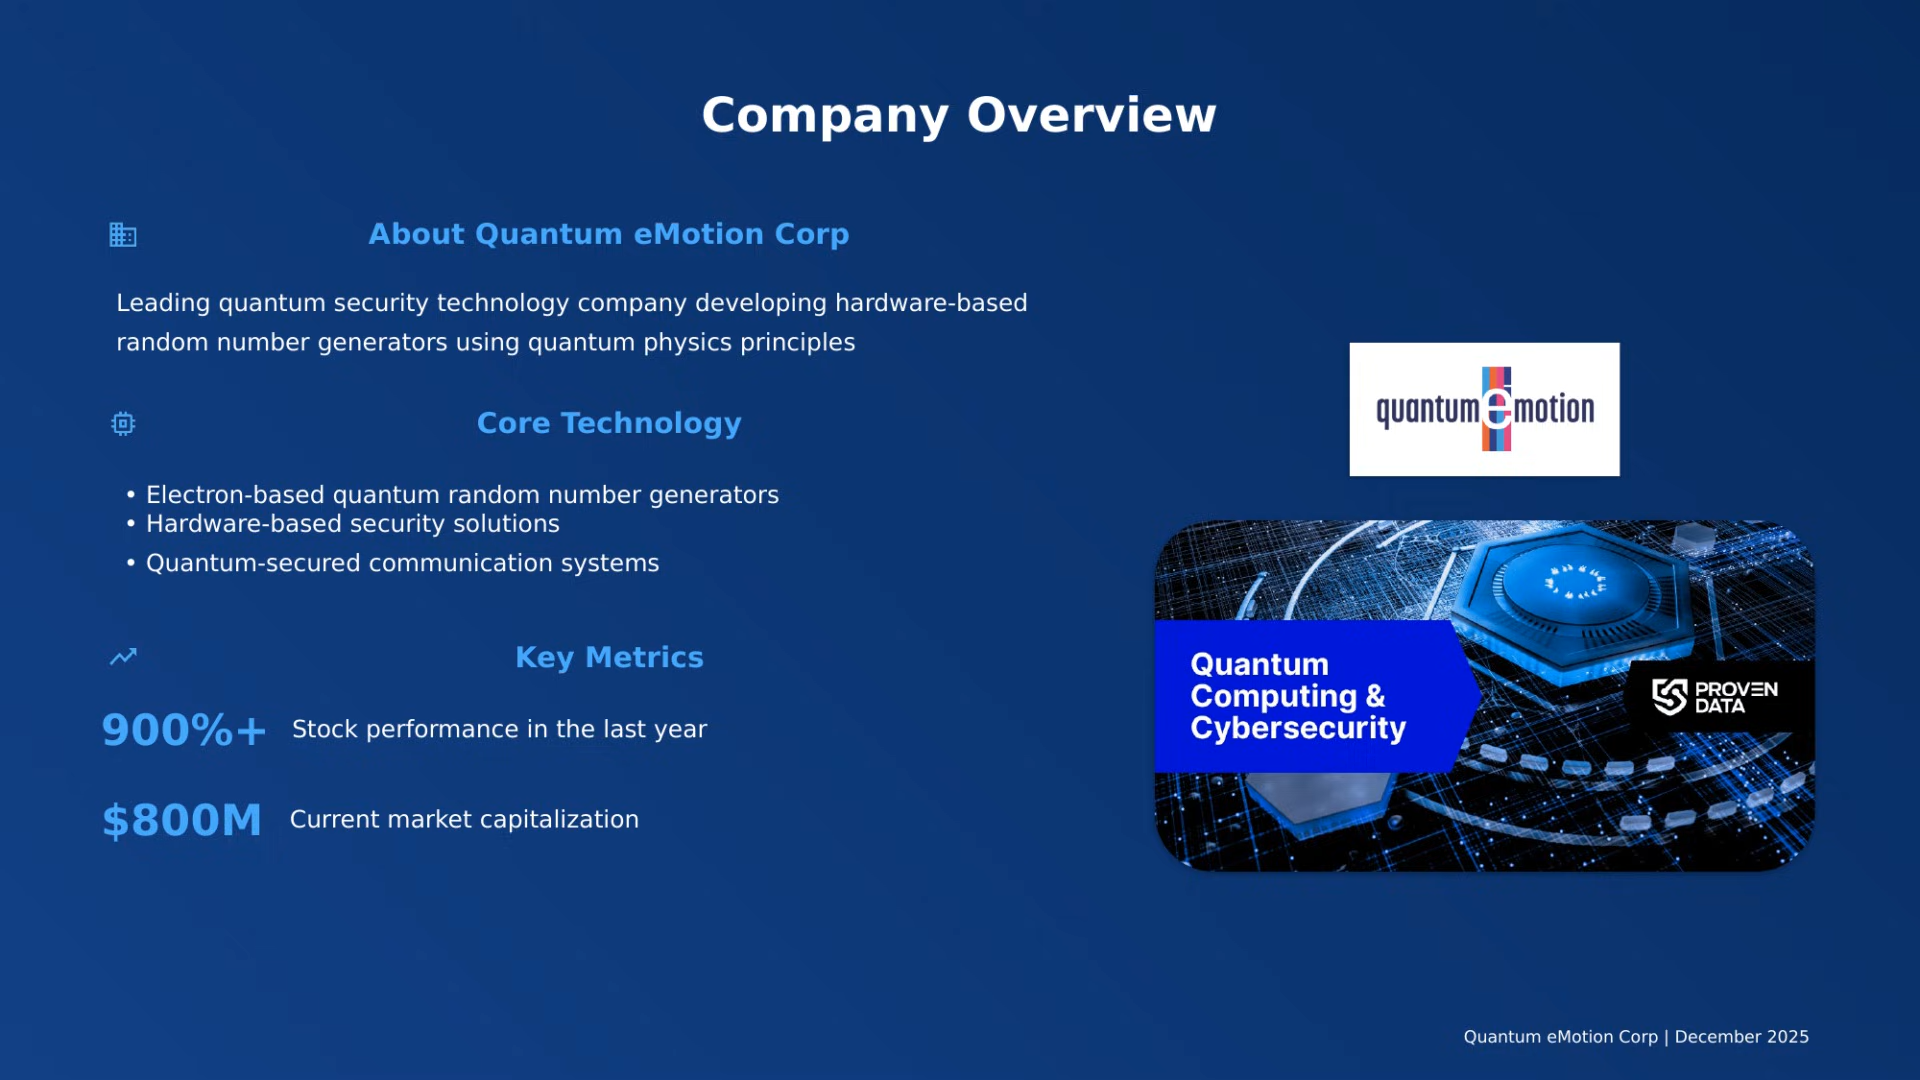 Company Overview
About Quantum eMotion Corp
Leading quantum security technology company developing hardware-based
random number generators using quantum physics principles
Core Technology
• Electron-based quantum random number generators
• Hardware-based security solutions
• Quantum-secured communication systems
Key Metrics
900%+ Stock performance in the last year
$800M Current market capitalization
quantum e motion
Quantum
Computing &
Cybersecurity
PROVEN
DATA
Quantum eMotion Corp | December 2025